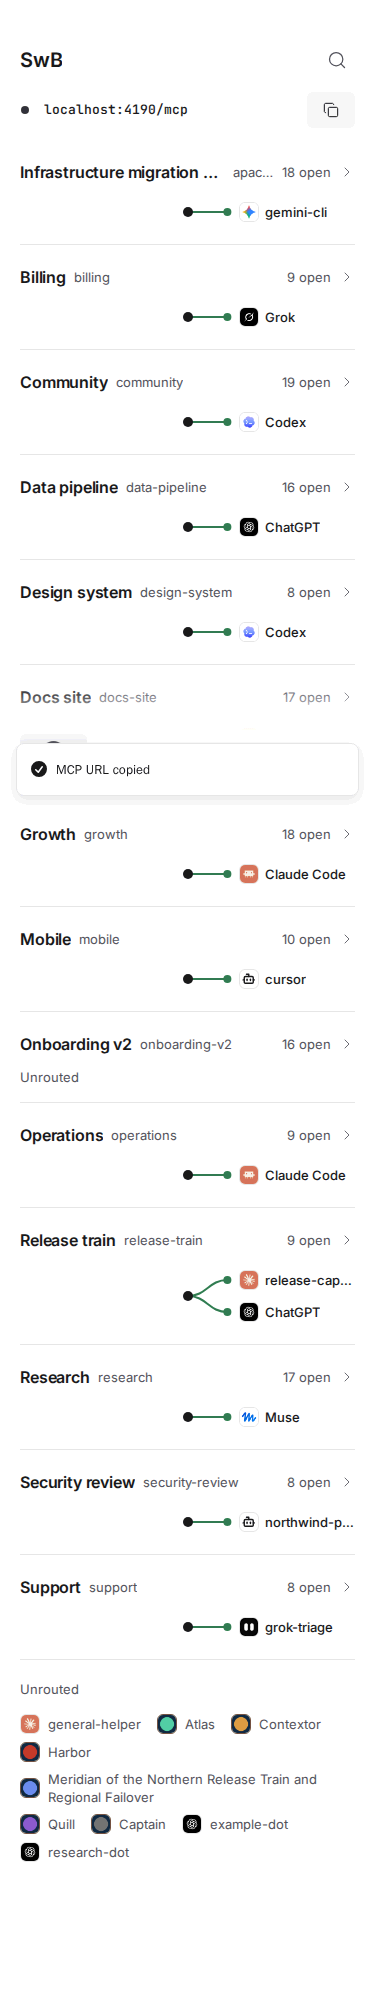 SwB
localhost:4190/mcp
Infrastructure migration ... apac... 18 open
gemini-cli
Billing billing 9 open
Grok
Community community 19 open
Codex
Data pipeline data-pipeline 16 open
ChatGPT
Design system design-system 8 open
Codex
Docs site docs-site 17 open
MCP URL copied
Growth growth 18 open
Claude Code
Mobile mobile 10 open
cursor
Onboarding v2 onboarding-v2 16 open
Unrouted
Operations operations 9 open
Claude Code
Release train release-train 9 open
release-cap...
ChatGPT
Research research 17 open
Muse
Security review security-review 8 open
northwind-p...
Support support 8 open
grok-triage
Unrouted
general-helper Atlas Contextor
Harbor
Meridian of the Northern Release Train and
Regional Failover
Quill Captain example-dot
research-dot